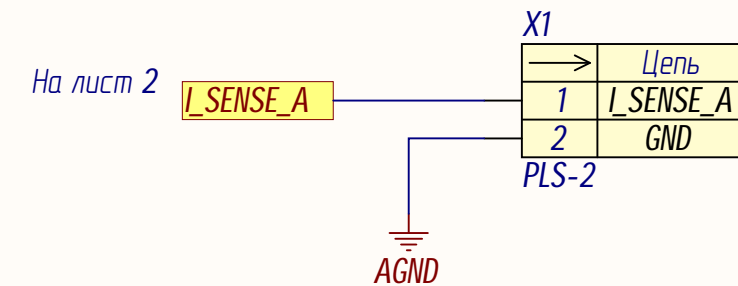 X1
Цепь
На лист 2
I_SENSE_A
1 I_SENSE_A
2 GND
PLS-2
AGND